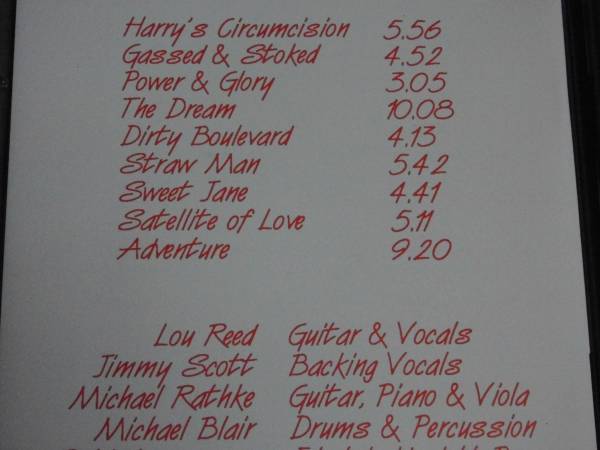 Harry's Circumcision 5.56
Gassed & Stoked 4.52
Power & Glory 3.05
The Dream 10.08
Dirty Boulevard 4.13
Straw Man 5.42
Sweet Jane 4.41
Satellite of Love 5.11
Adventure 9.20
Lou Reed Guitar & Vocals
Jimmy Scott Backing Vocals
Michael Rathke Guitar, Piano & Viola
Michael Blair Drums & Percussion